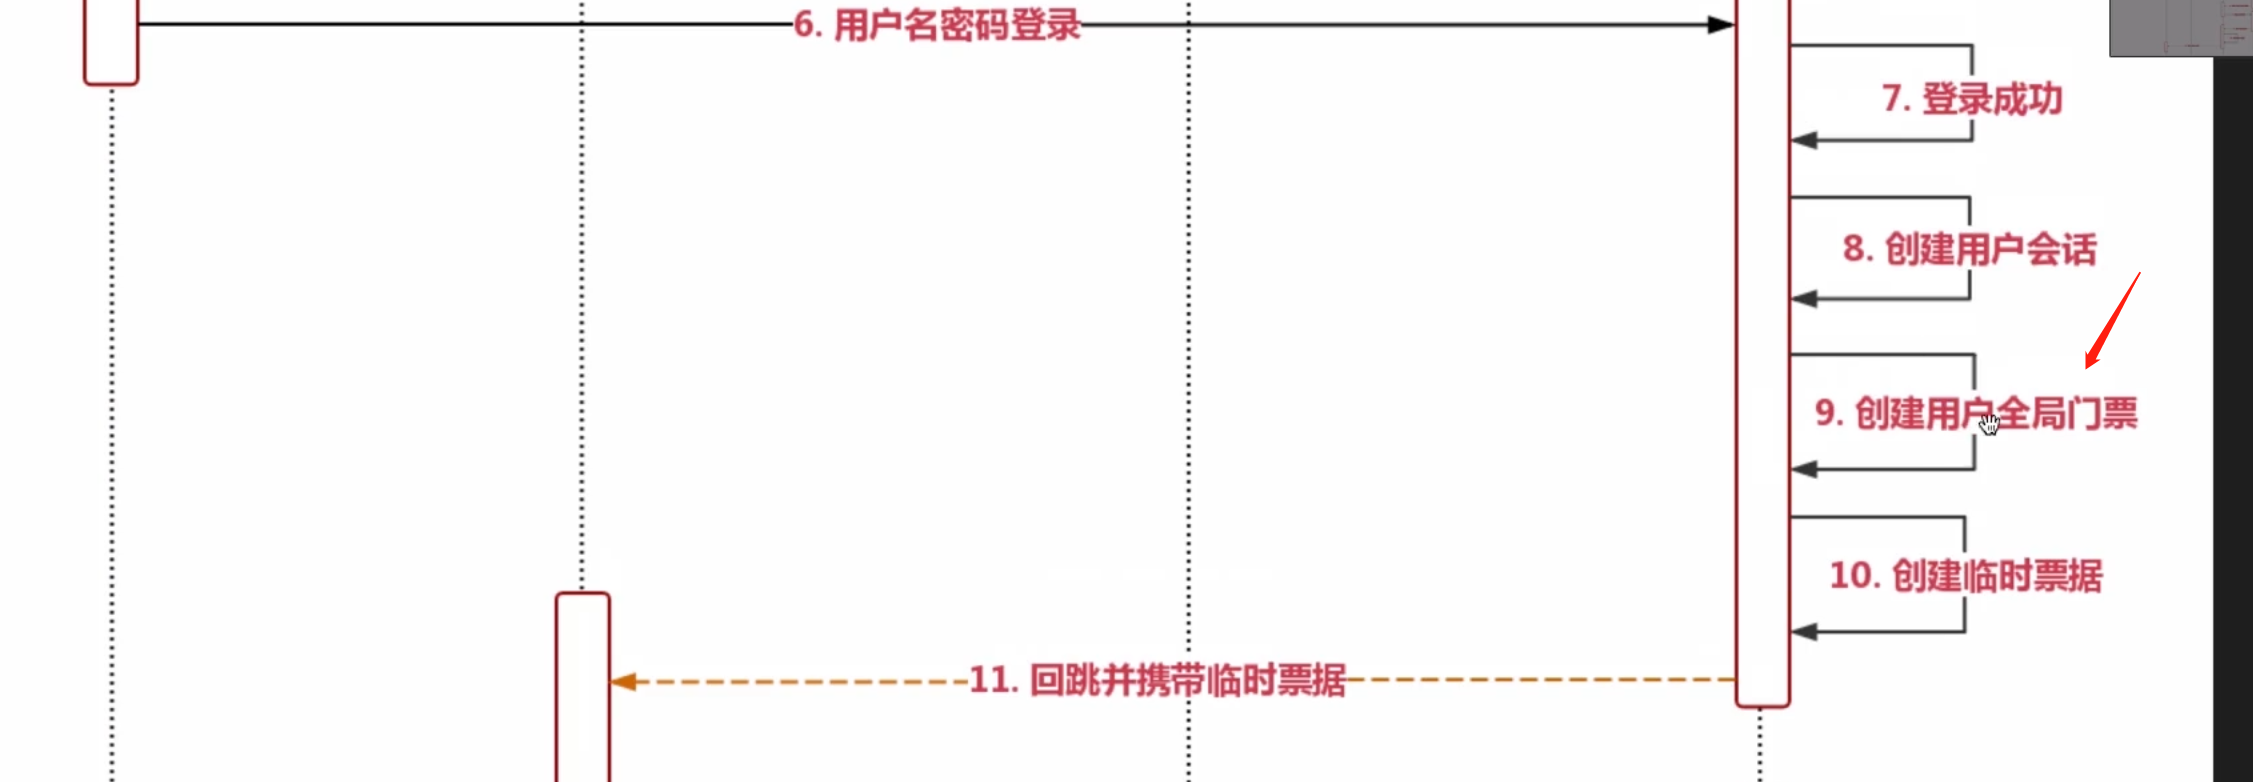 6. 用户名密码登录
7. 登录成功
8. 创建用户会话
9. 创建用户全局门票
10. 创建临时票据
11. 回跳并携带临时票据